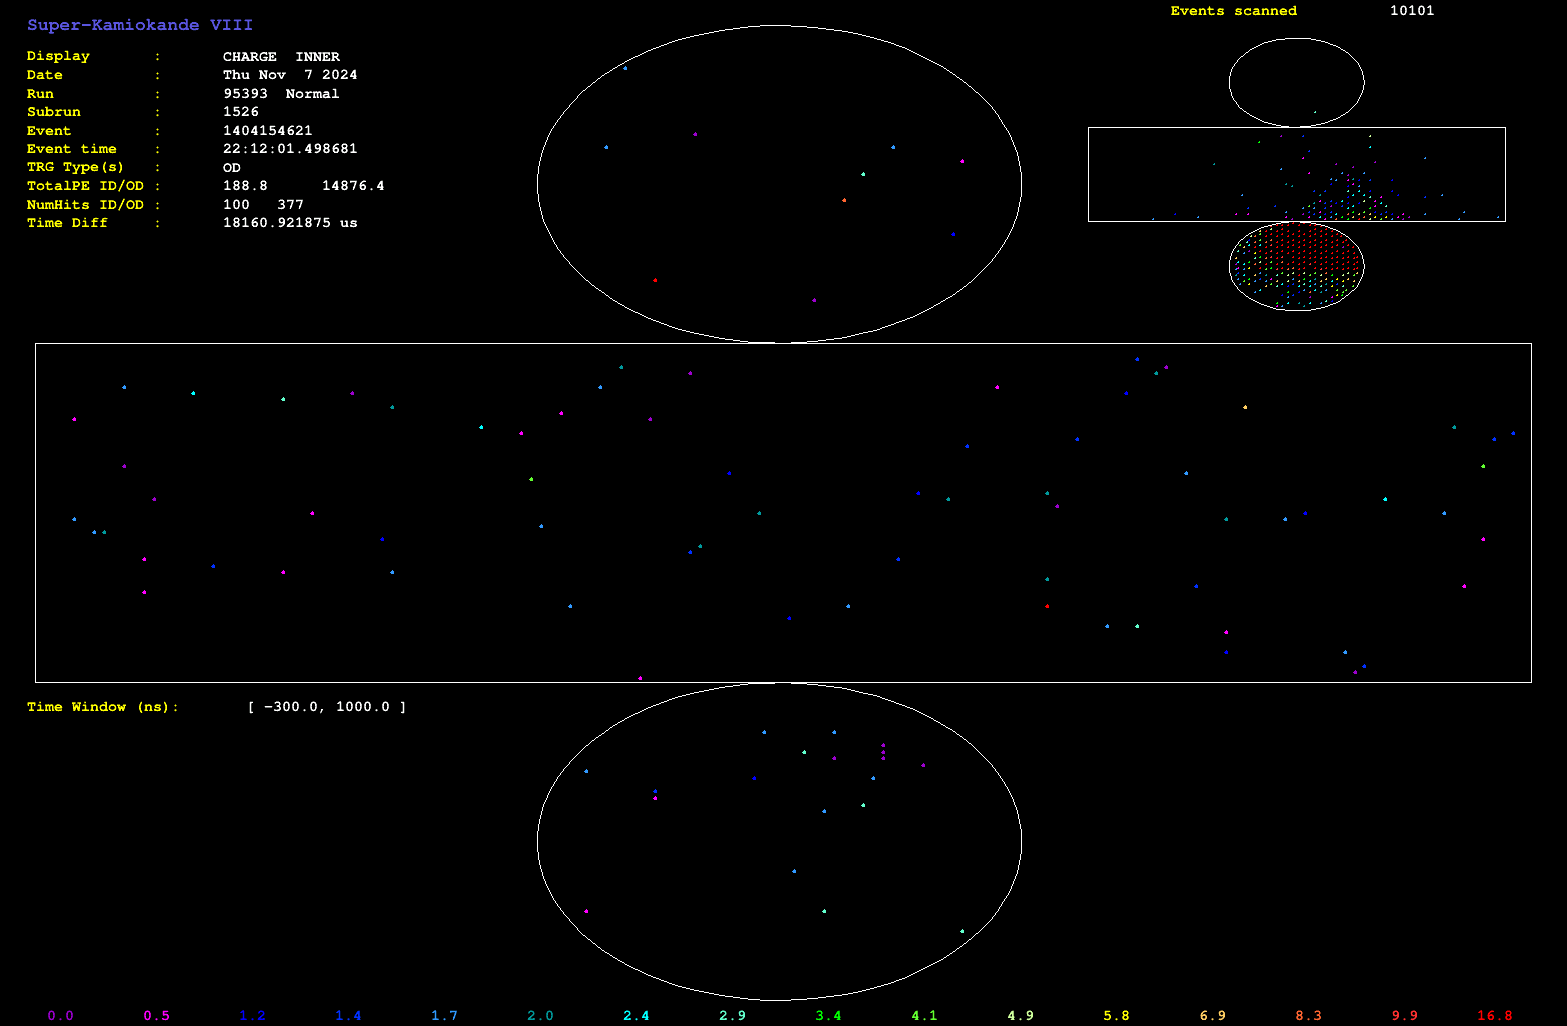 Super-Kamiokande VIII
Events scanned 10101
Display : CHARGE INNER
Date : Thu Nov 7 2024
Run : 95393 Normal
Subrun : 1526
Event : 1404154621
Event time : 22:12:01.498681
TRG Type(s) : OD
TotalPE ID/OD : 188.8 14876.4
NumHits ID/OD : 100 377
Time Diff : 18160.921875 us
Time Window (ns): [ -300.0, 1000.0 ]
0.0 0.5 1.2 1.4 1.7 2.0 2.4 2.9 3.4 4.1 4.9 5.8 6.9 8.3 9.9 16.8